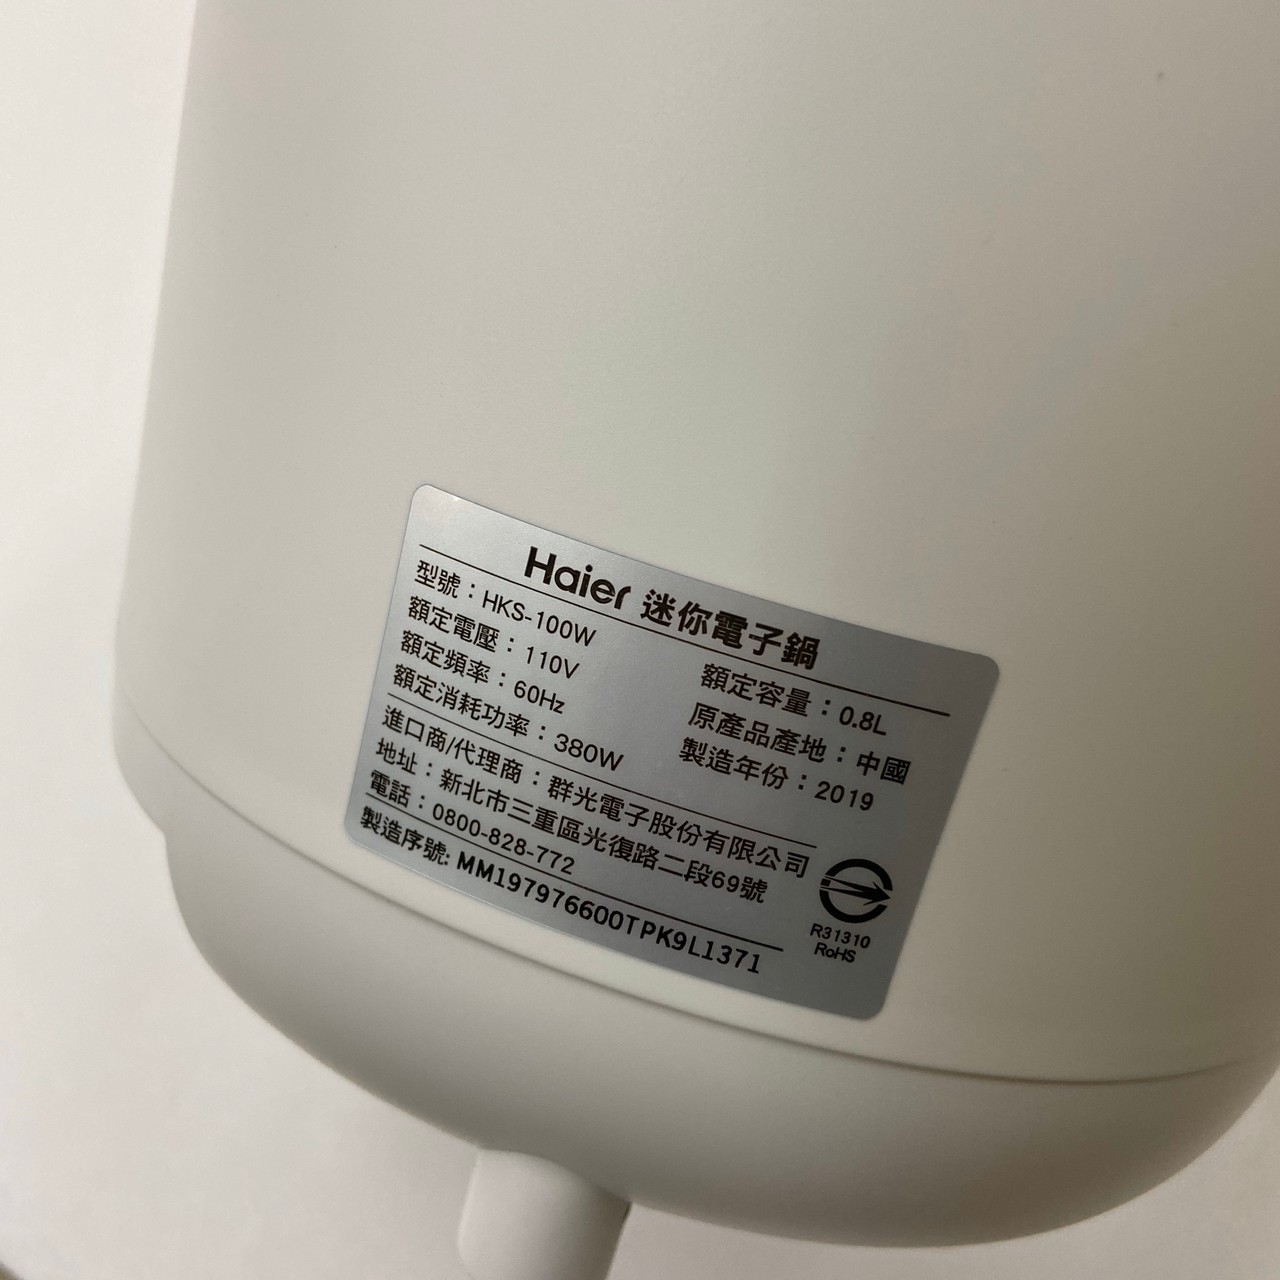 Haier 迷你電子鍋
型號：HKS-100W
額定電壓：110V
額定頻率：60Hz
額定消耗功率：380W
額定容量：0.8L
原產品產地：中國
製造年份：2019
進口商/代理商：群光電子股份有限公司
地址：新北市三重區光復路二段69號
電話：0800-828-772
製造序號: MM197976600TPK9L1371
R31310
RoHS